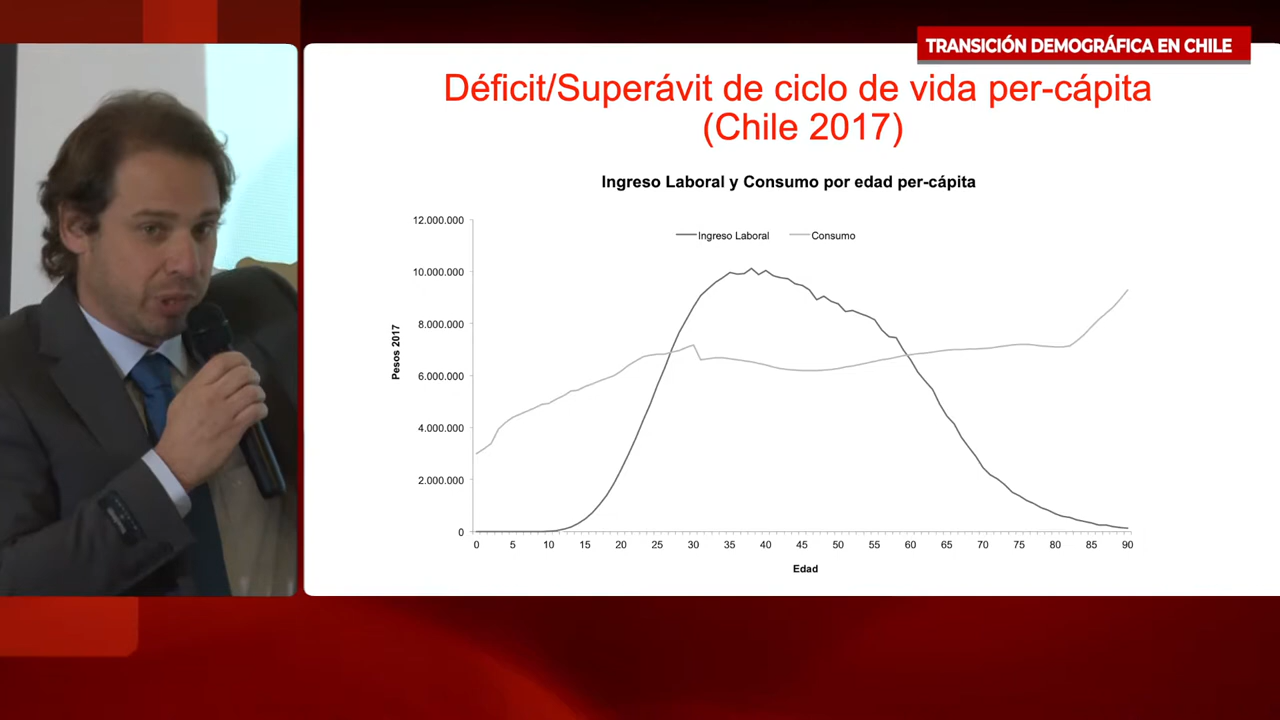 TRANSICIÓN DEMOGRÁFICA EN CHILE
Déficit/Superávit de ciclo de vida per-cápita
(Chile 2017)
Ingreso Laboral y Consumo por edad per-cápita
Ingreso Laboral
Consumo
Pesos 2017
12.000.000
10.000.000
8.000.000
6.000.000
4.000.000
2.000.000
0
0 5 10 15 20 25 30 35 40 45 50 55 60 65 70 75 80 85 90
Edad